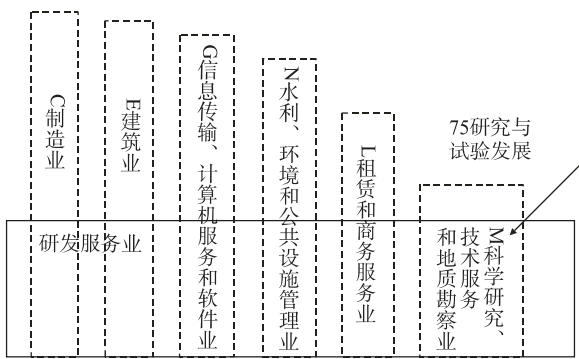 C制造业
E建筑业
G信息传输、计算机服务和软件业
N水利、环境和公共设施管理业
L租赁和商务服务业
75研究与
试验发展
研发服务业
M科学研究、
技术服务
和地质勘察业